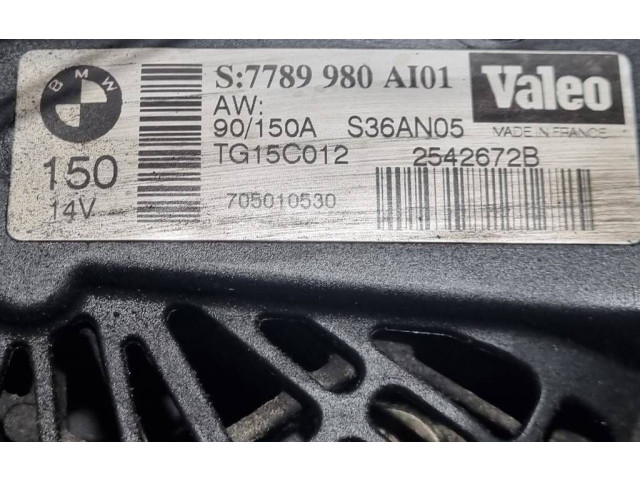 BMW
S:7789 980 AI01
Valeo
AW:
90/150A S36AN05
MADE IN FRANCE
150
TG15C012
2542672B
14V
705010530